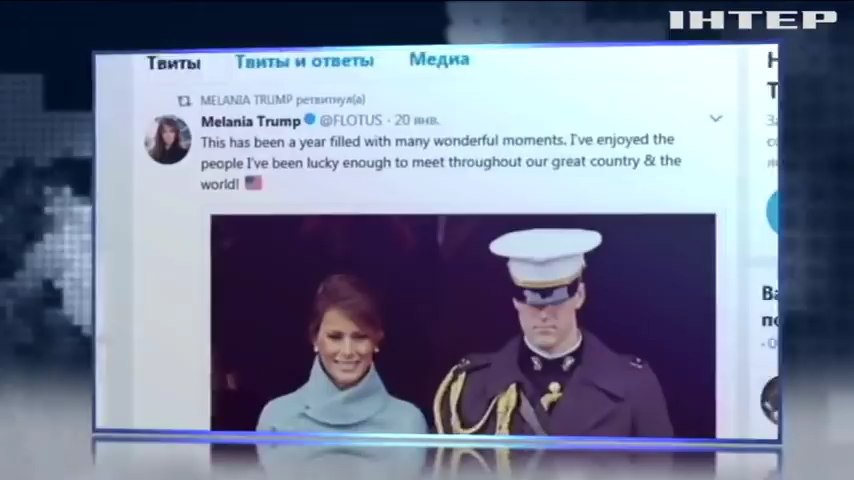 ІНТЕР
Твиты Твиты и ответы Медиа
MELANIA TRUMP ретвитнул(а)
Melania Trump @FLOTUS · 20 янв.
This has been a year filled with many wonderful moments. I've enjoyed the
people I've been lucky enough to meet throughout our great country & the
world!